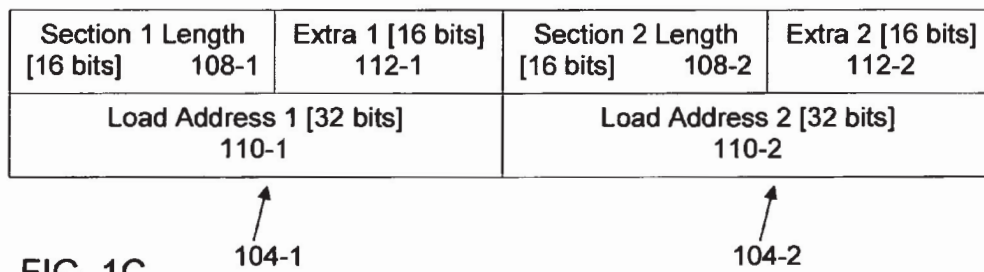 Section 1 Length
[16 bits] 108-1
Extra 1 [16 bits]
112-1
Section 2 Length
[16 bits] 108-2
Extra 2 [16 bits]
112-2
Load Address 1 [32 bits]
110-1
Load Address 2 [32 bits]
110-2
104-1
104-2
FIG. 1C